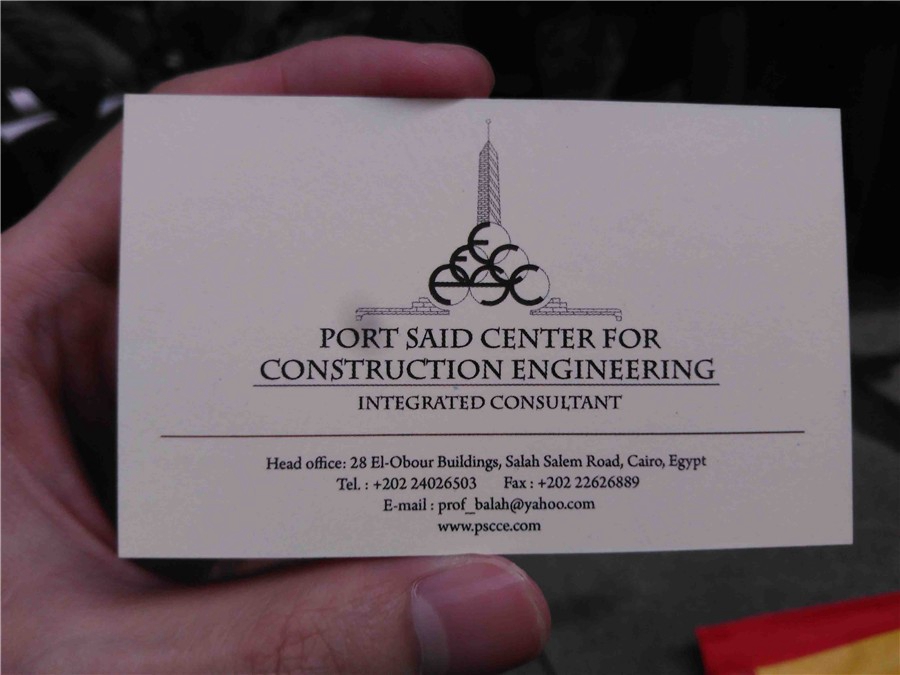 PORT SAID CENTER FOR
CONSTRUCTION ENGINEERING
INTEGRATED CONSULTANT
Head office: 28 El-Obour Buildings, Salah Salem Road, Cairo, Egypt
Tel. : +202 24026503 Fax : +202 22626889
E-mail : prof_balah@yahoo.com
www.pscce.com